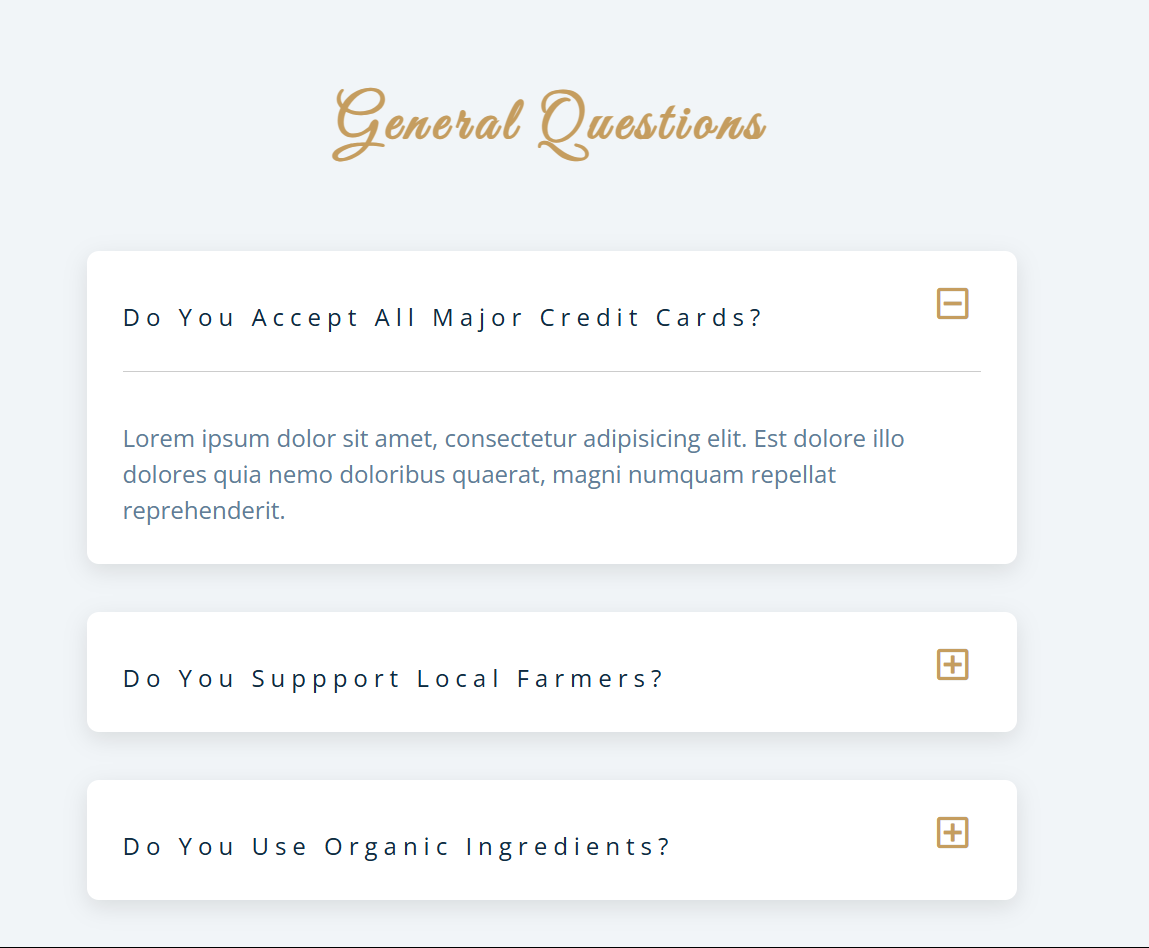 General Questions
Do You Accept All Major Credit Cards?
Lorem ipsum dolor sit amet, consectetur adipisicing elit. Est dolore illo
dolores quia nemo doloribus quaerat, magni numquam repellat
reprehenderit.
Do You Suppport Local Farmers?
Do You Use Organic Ingredients?